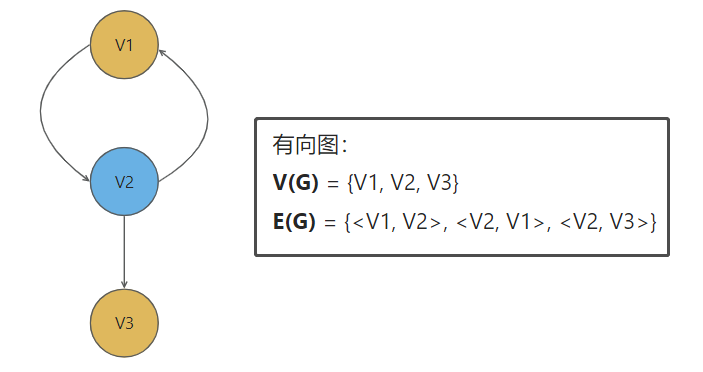 V1
V2
V3
有向图：
V(G) = {V1, V2, V3}
E(G) = {<V1, V2>, <V2, V1>, <V2, V3>}